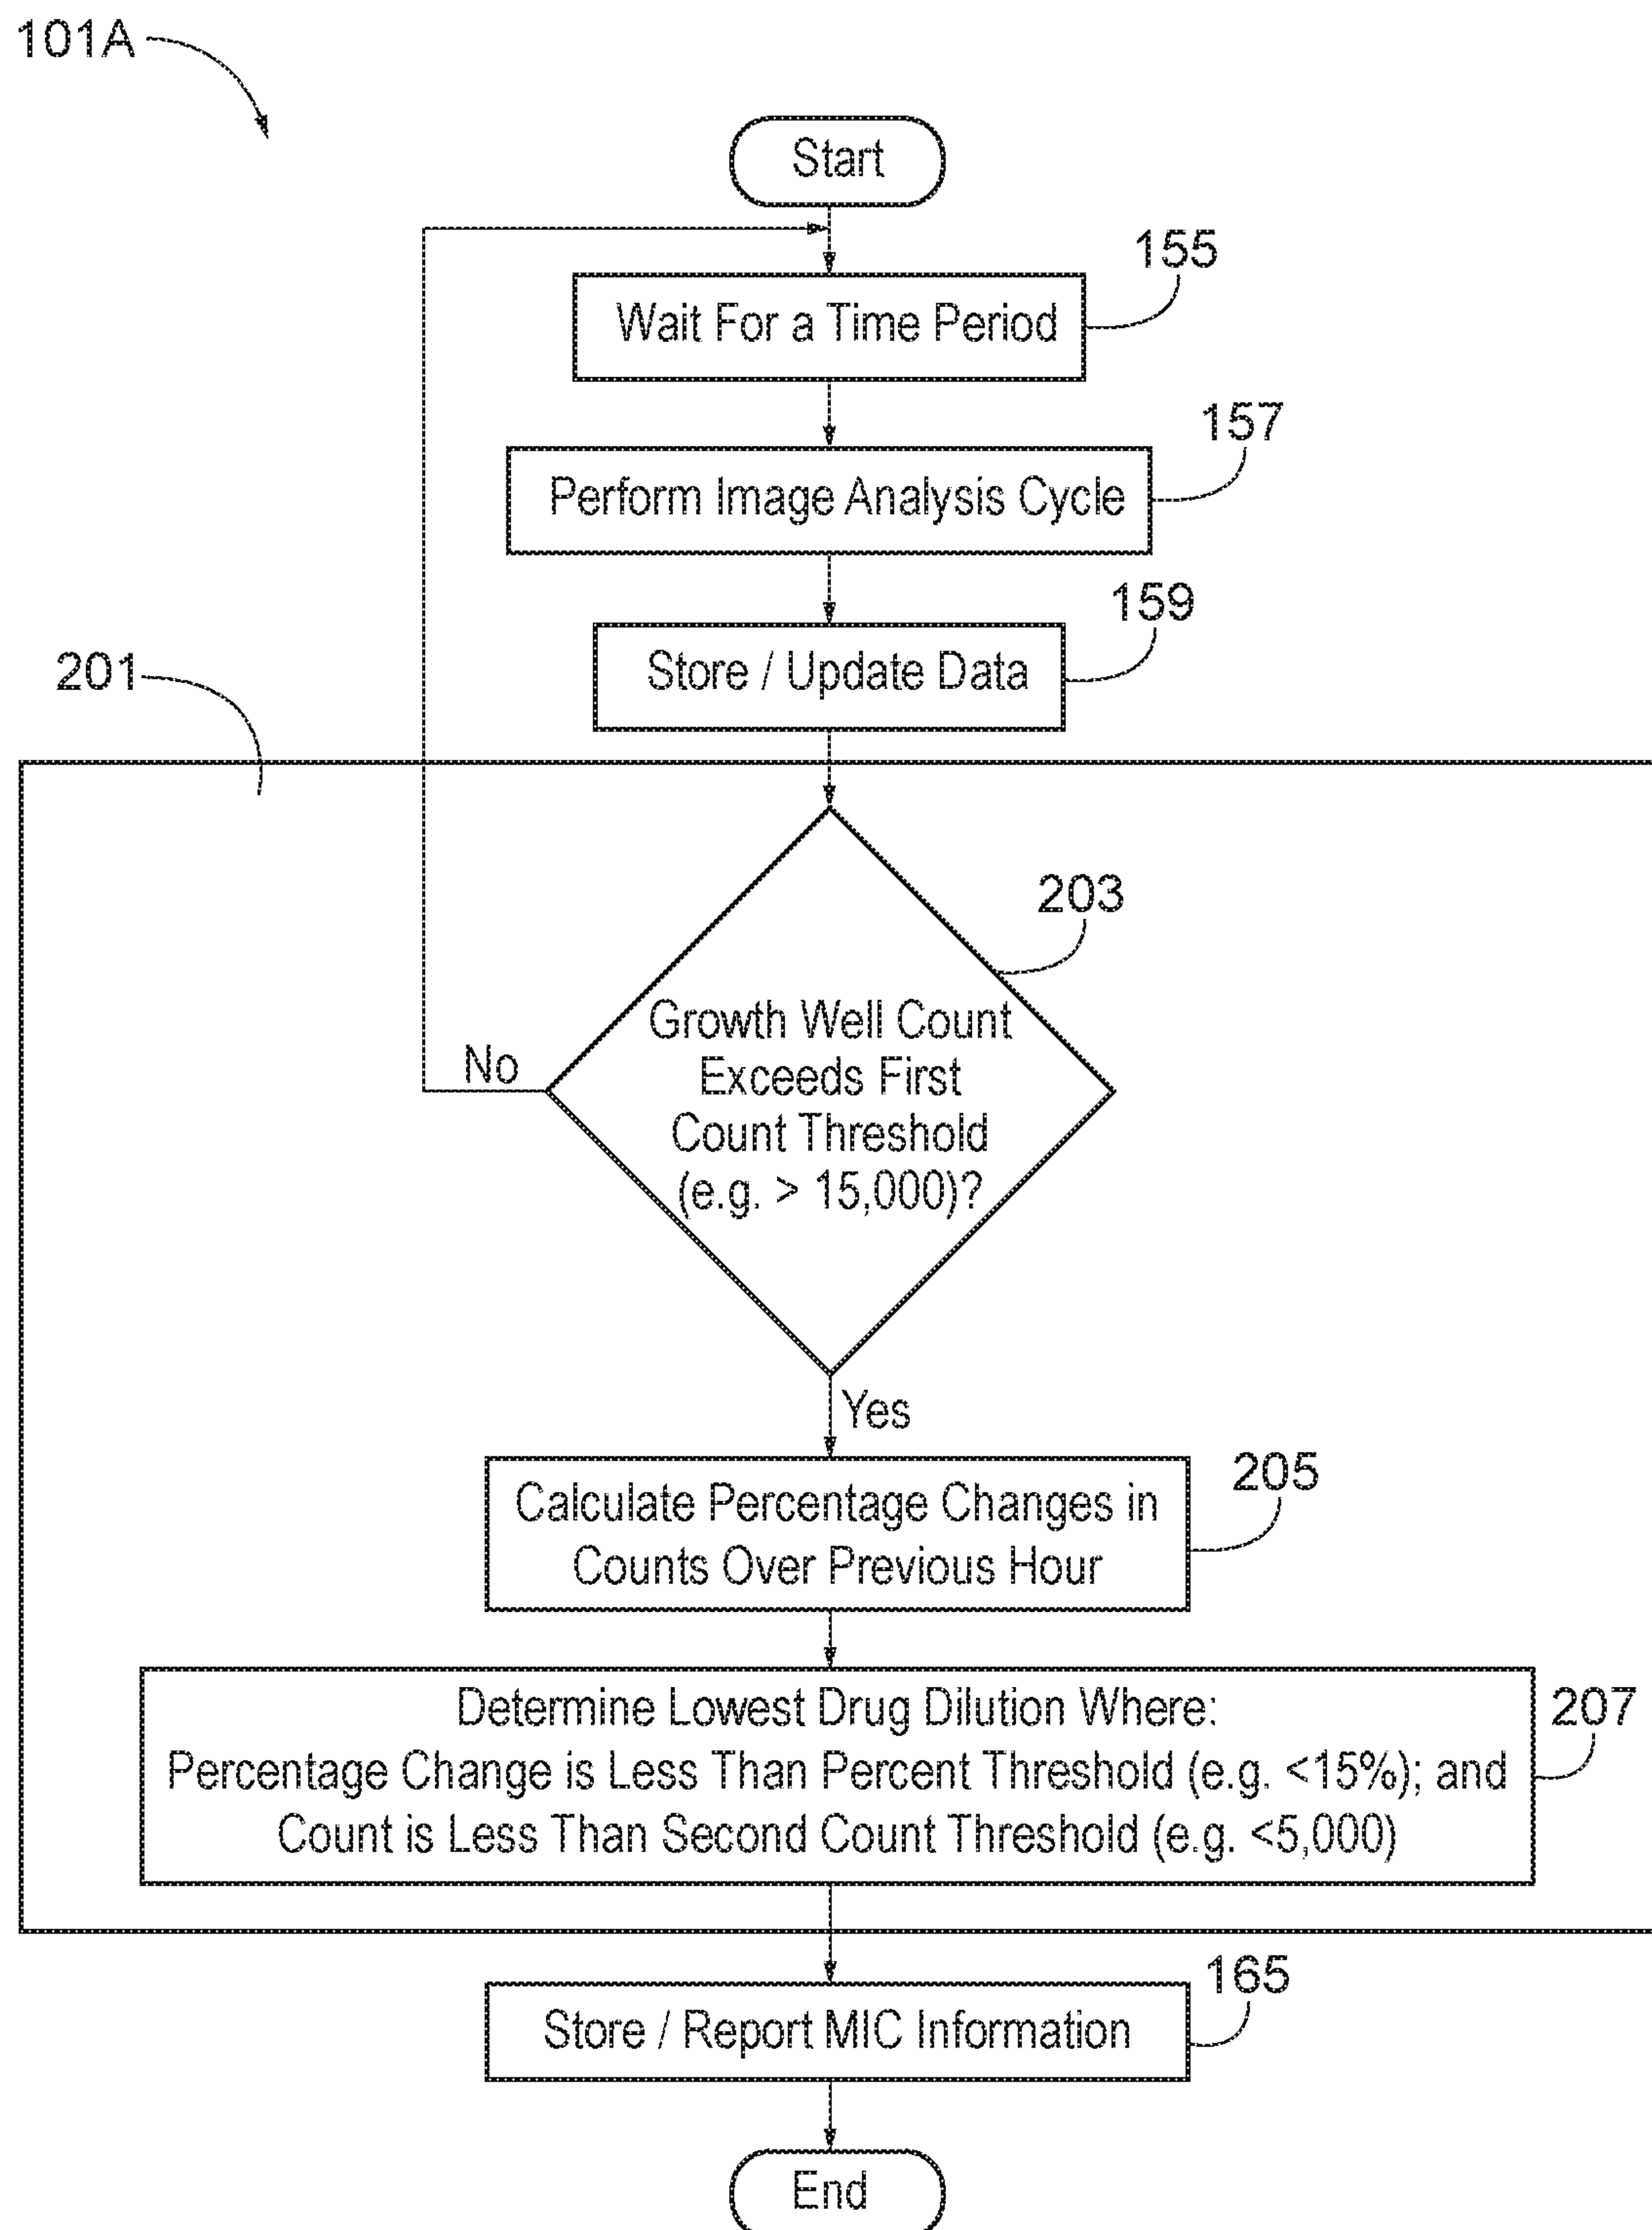 101A
Start
155
Wait For a Time Period
157
Perform Image Analysis Cycle
159
Store / Update Data
201
203
Growth Well Count
Exceeds First
Count Threshold
(e.g. > 15,000)?
No
Yes
205
Calculate Percentage Changes in
Counts Over Previous Hour
207
Determine Lowest Drug Dilution Where:
Percentage Change is Less Than Percent Threshold (e.g. <15%); and
Count is Less Than Second Count Threshold (e.g. <5,000)
165
Store / Report MIC Information
End